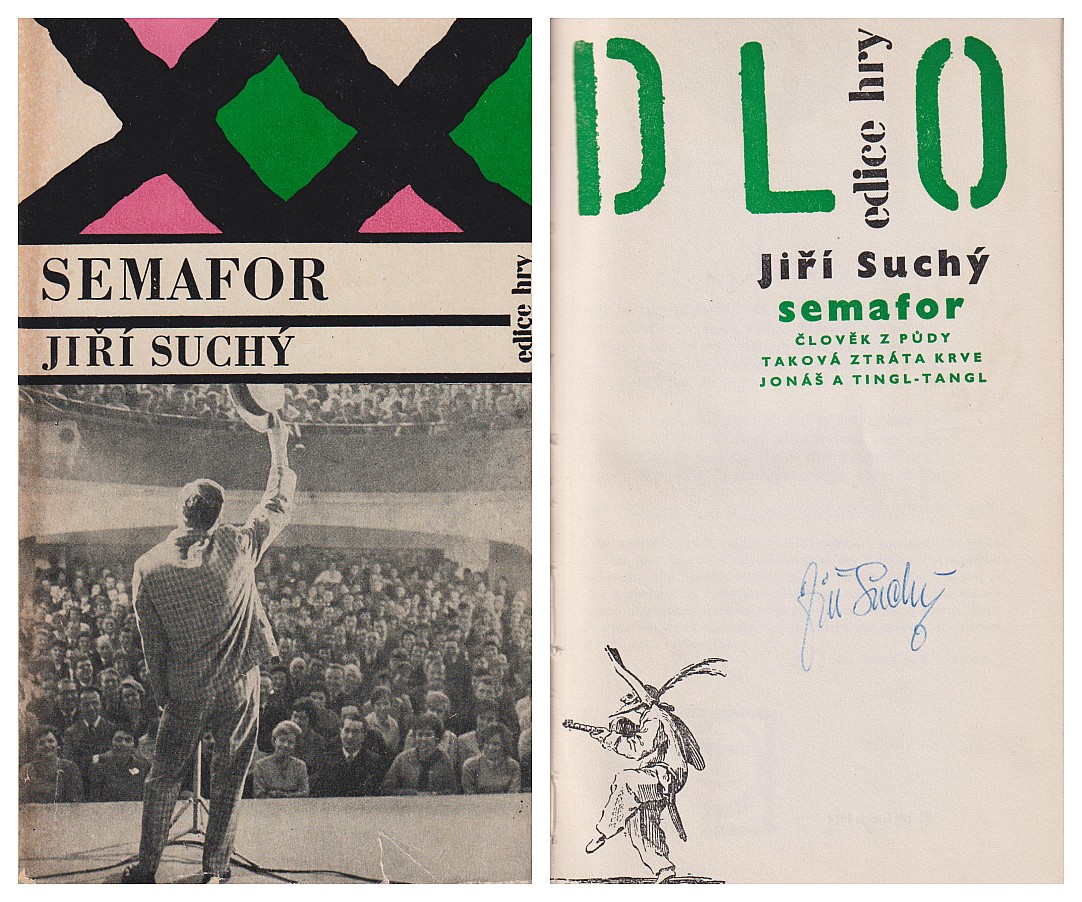 SEMAFOR
JIŘÍ SUCHÝ
edice hry
DLO
edice hry
Jiří Suchý
semafor
ČLOVĚK Z PŮDY
TAKOVÁ ZTRÁTA KRVE
JONÁŠ A TINGL-TANGL
Jiří Suchý